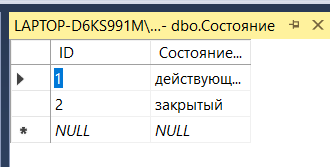 LAPTOP-D6KS991M\...- dbo.Состояние
ID Состояние...
1 действующ...
2 закрытый
NULL NULL